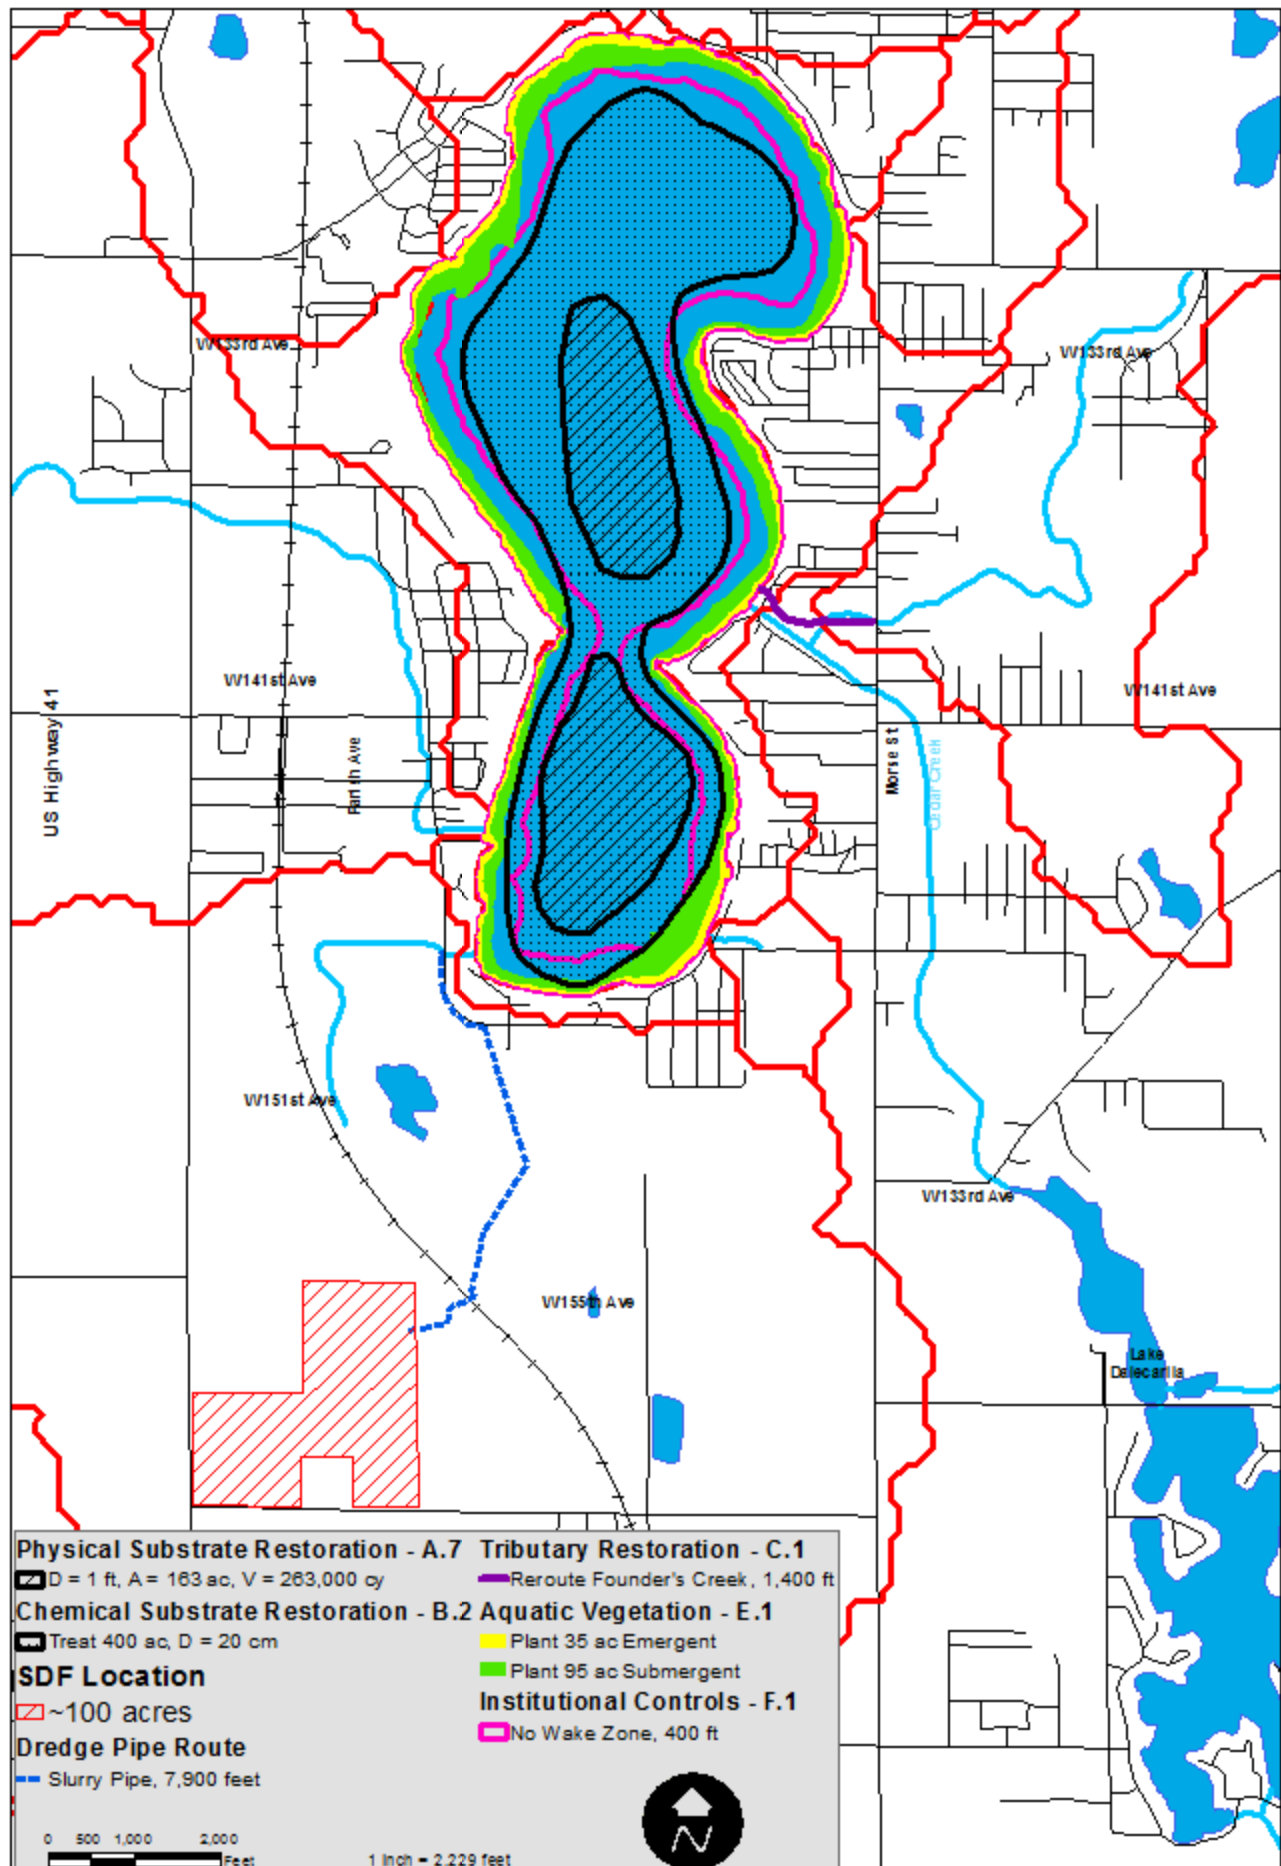 W133rd Ave
W133rd Ave
W141st Ave
W141st Ave
US Highway 41
Parish Ave
Morse St
Cedar Creek
W151st Ave
W133rd Ave
W155th Ave
Lake
Dalecarlia
Physical Substrate Restoration - A.7
D = 1 ft, A = 163 ac, V = 263,000 cy
Chemical Substrate Restoration - B.2
Treat 400 ac, D = 20 cm
SDF Location
~100 acres
Dredge Pipe Route
Slurry Pipe, 7,900 feet
Tributary Restoration - C.1
Reroute Founder's Creek, 1,400 ft
Aquatic Vegetation - E.1
Plant 35 ac Emergent
Plant 95 ac Submergent
Institutional Controls - F.1
No Wake Zone, 400 ft
N
0 500 1,000 2,000
Feet
1 inch = 2,229 feet